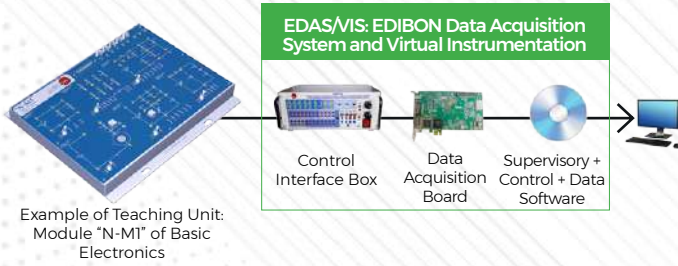 EDAS/VIS: EDIBON Data Acquisition
System and Virtual Instrumentation
Control
Interface Box
Data
Acquisition
Board
Supervisory +
Control + Data
Software
Example of Teaching Unit:
Module “N-M1” of Basic
Electronics